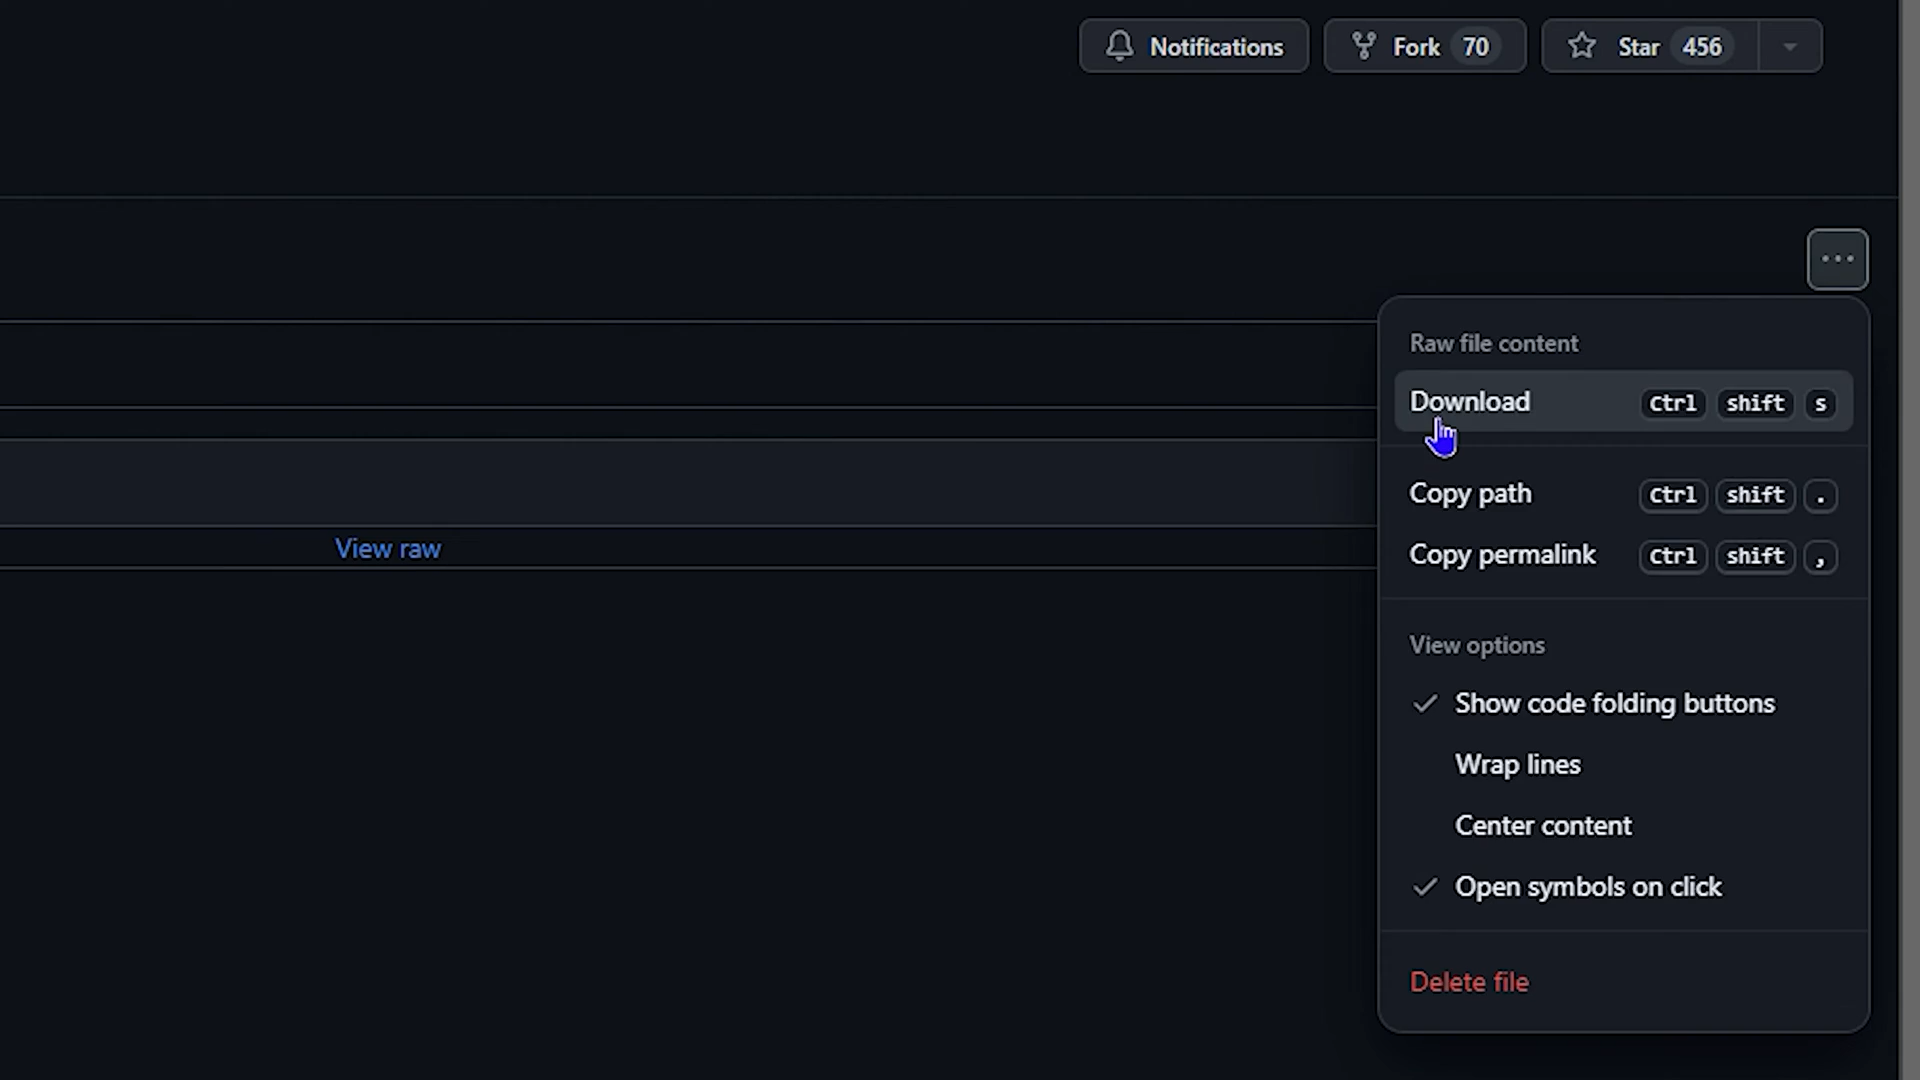 Notifications
Fork 70
Star 456
Raw file content
Download ctrl shift s
Copy path ctrl shift .
Copy permalink ctrl shift ,
View raw
View options
Show code folding buttons
Wrap lines
Center content
Open symbols on click
Delete file